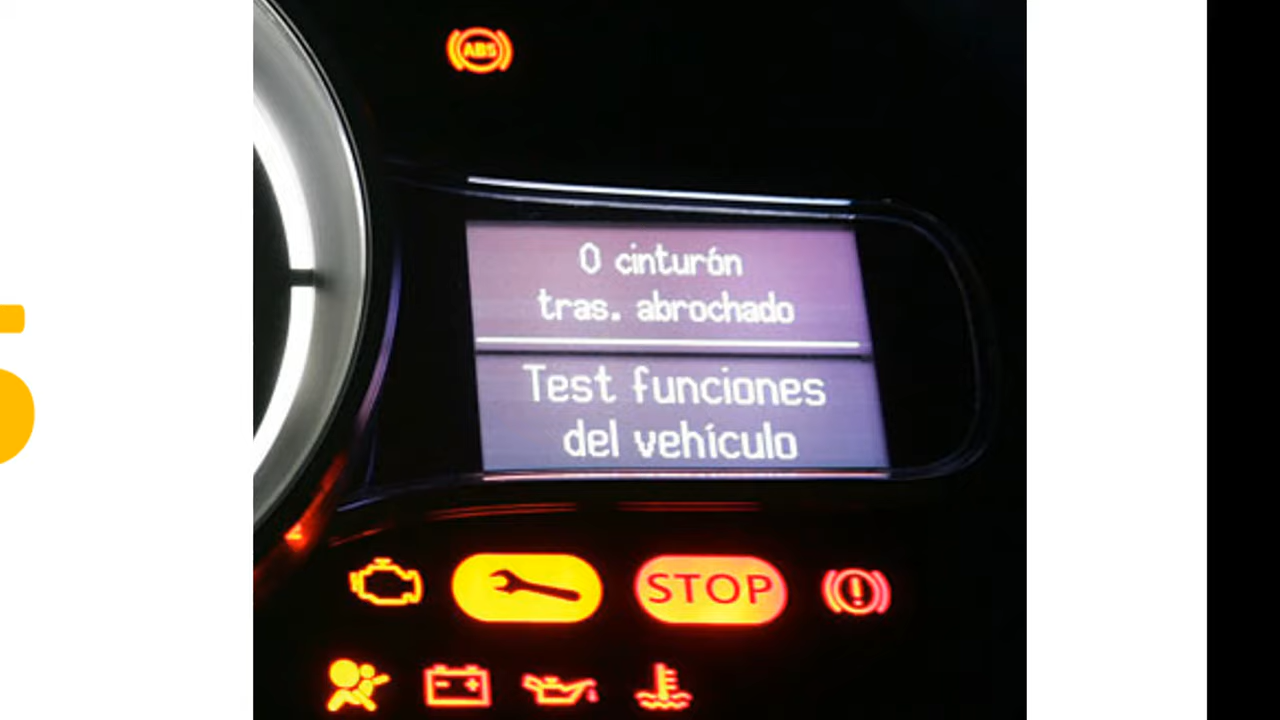 ABS
0 cinturón
tras. abrochado
Test funciones
del vehículo
STOP